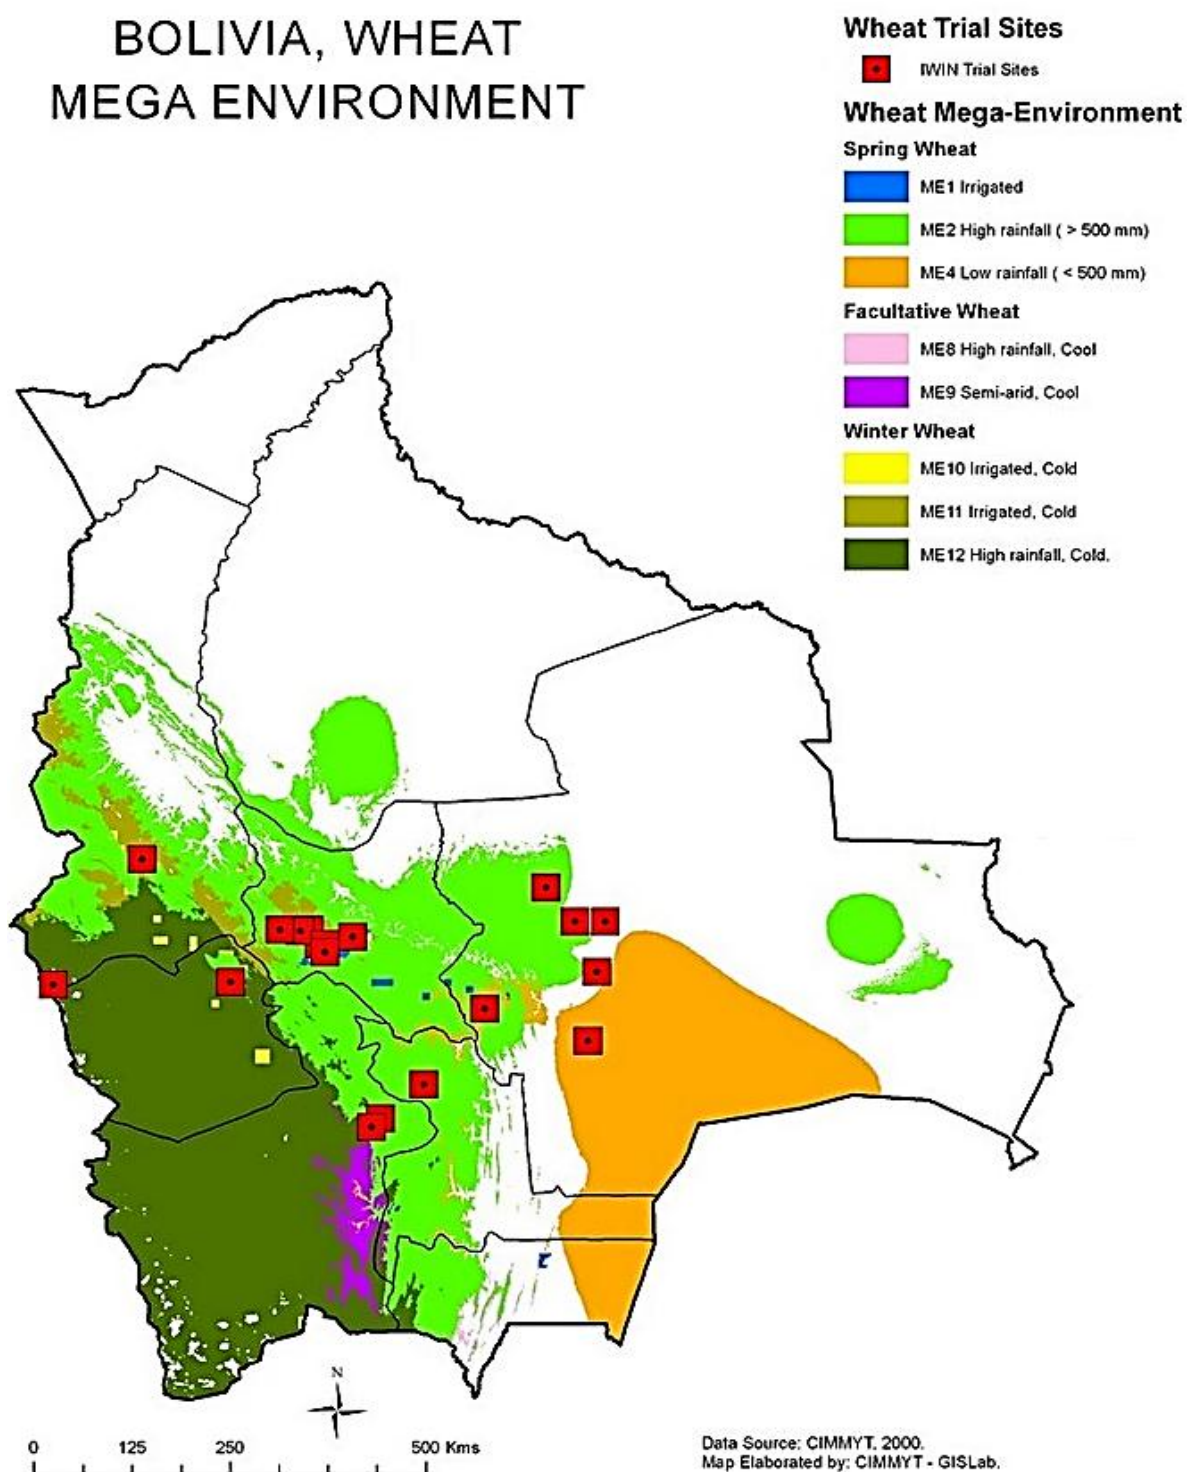 BOLIVIA, WHEAT
MEGA ENVIRONMENT
Wheat Trial Sites
IWIN Trial Sites
Wheat Mega-Environment
Spring Wheat
ME1 Irrigated
ME2 High rainfall ( > 500 mm)
ME4 Low rainfall ( < 500 mm)
Facultative Wheat
ME8 High rainfall, Cool
ME9 Semi-arid, Cool
Winter Wheat
ME10 Irrigated, Cold
ME11 Irrigated, Cold
ME12 High rainfall, Cold.
N
0 125 250 500 Kms
Data Source: CIMMYT, 2000.
Map Elaborated by: CIMMYT - GISLab.